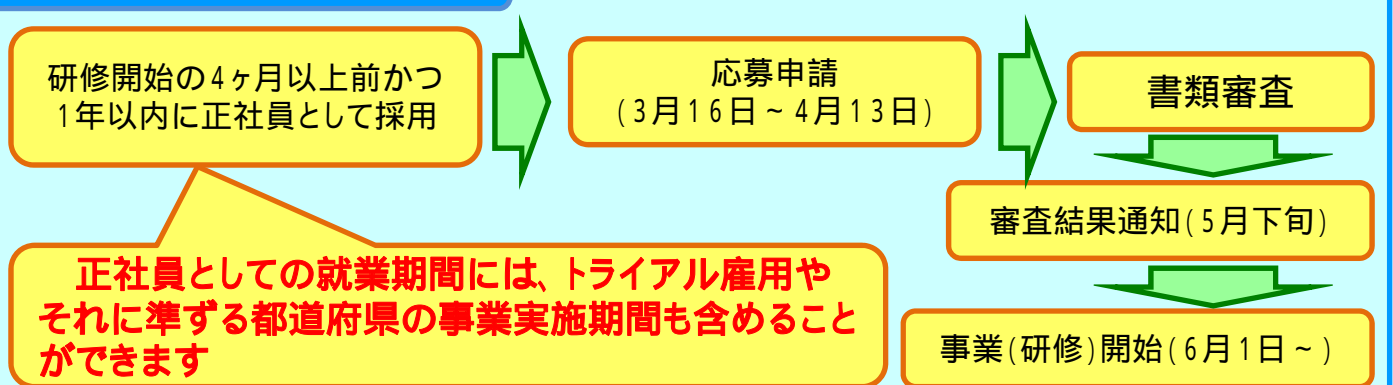 研修開始の4ヶ月以上前かつ
1年以内に正社員として採用
応募申請
(3月16日~4月13日)
書類審査
審査結果通知(5月下旬)
正社員としての就業期間には、トライアル雇用や
それに準ずる都道府県の事業実施期間も含めること
ができます
事業(研修)開始(6月1日~)